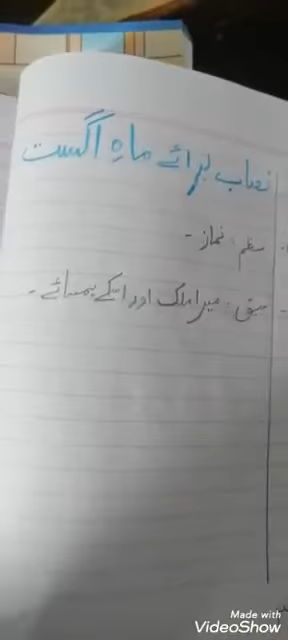 نصاب برائے ماہِ اگست
نظم : نماز -
سبق : میرا ملک اور اسکے ہمسائے -
Made with
VideoShow